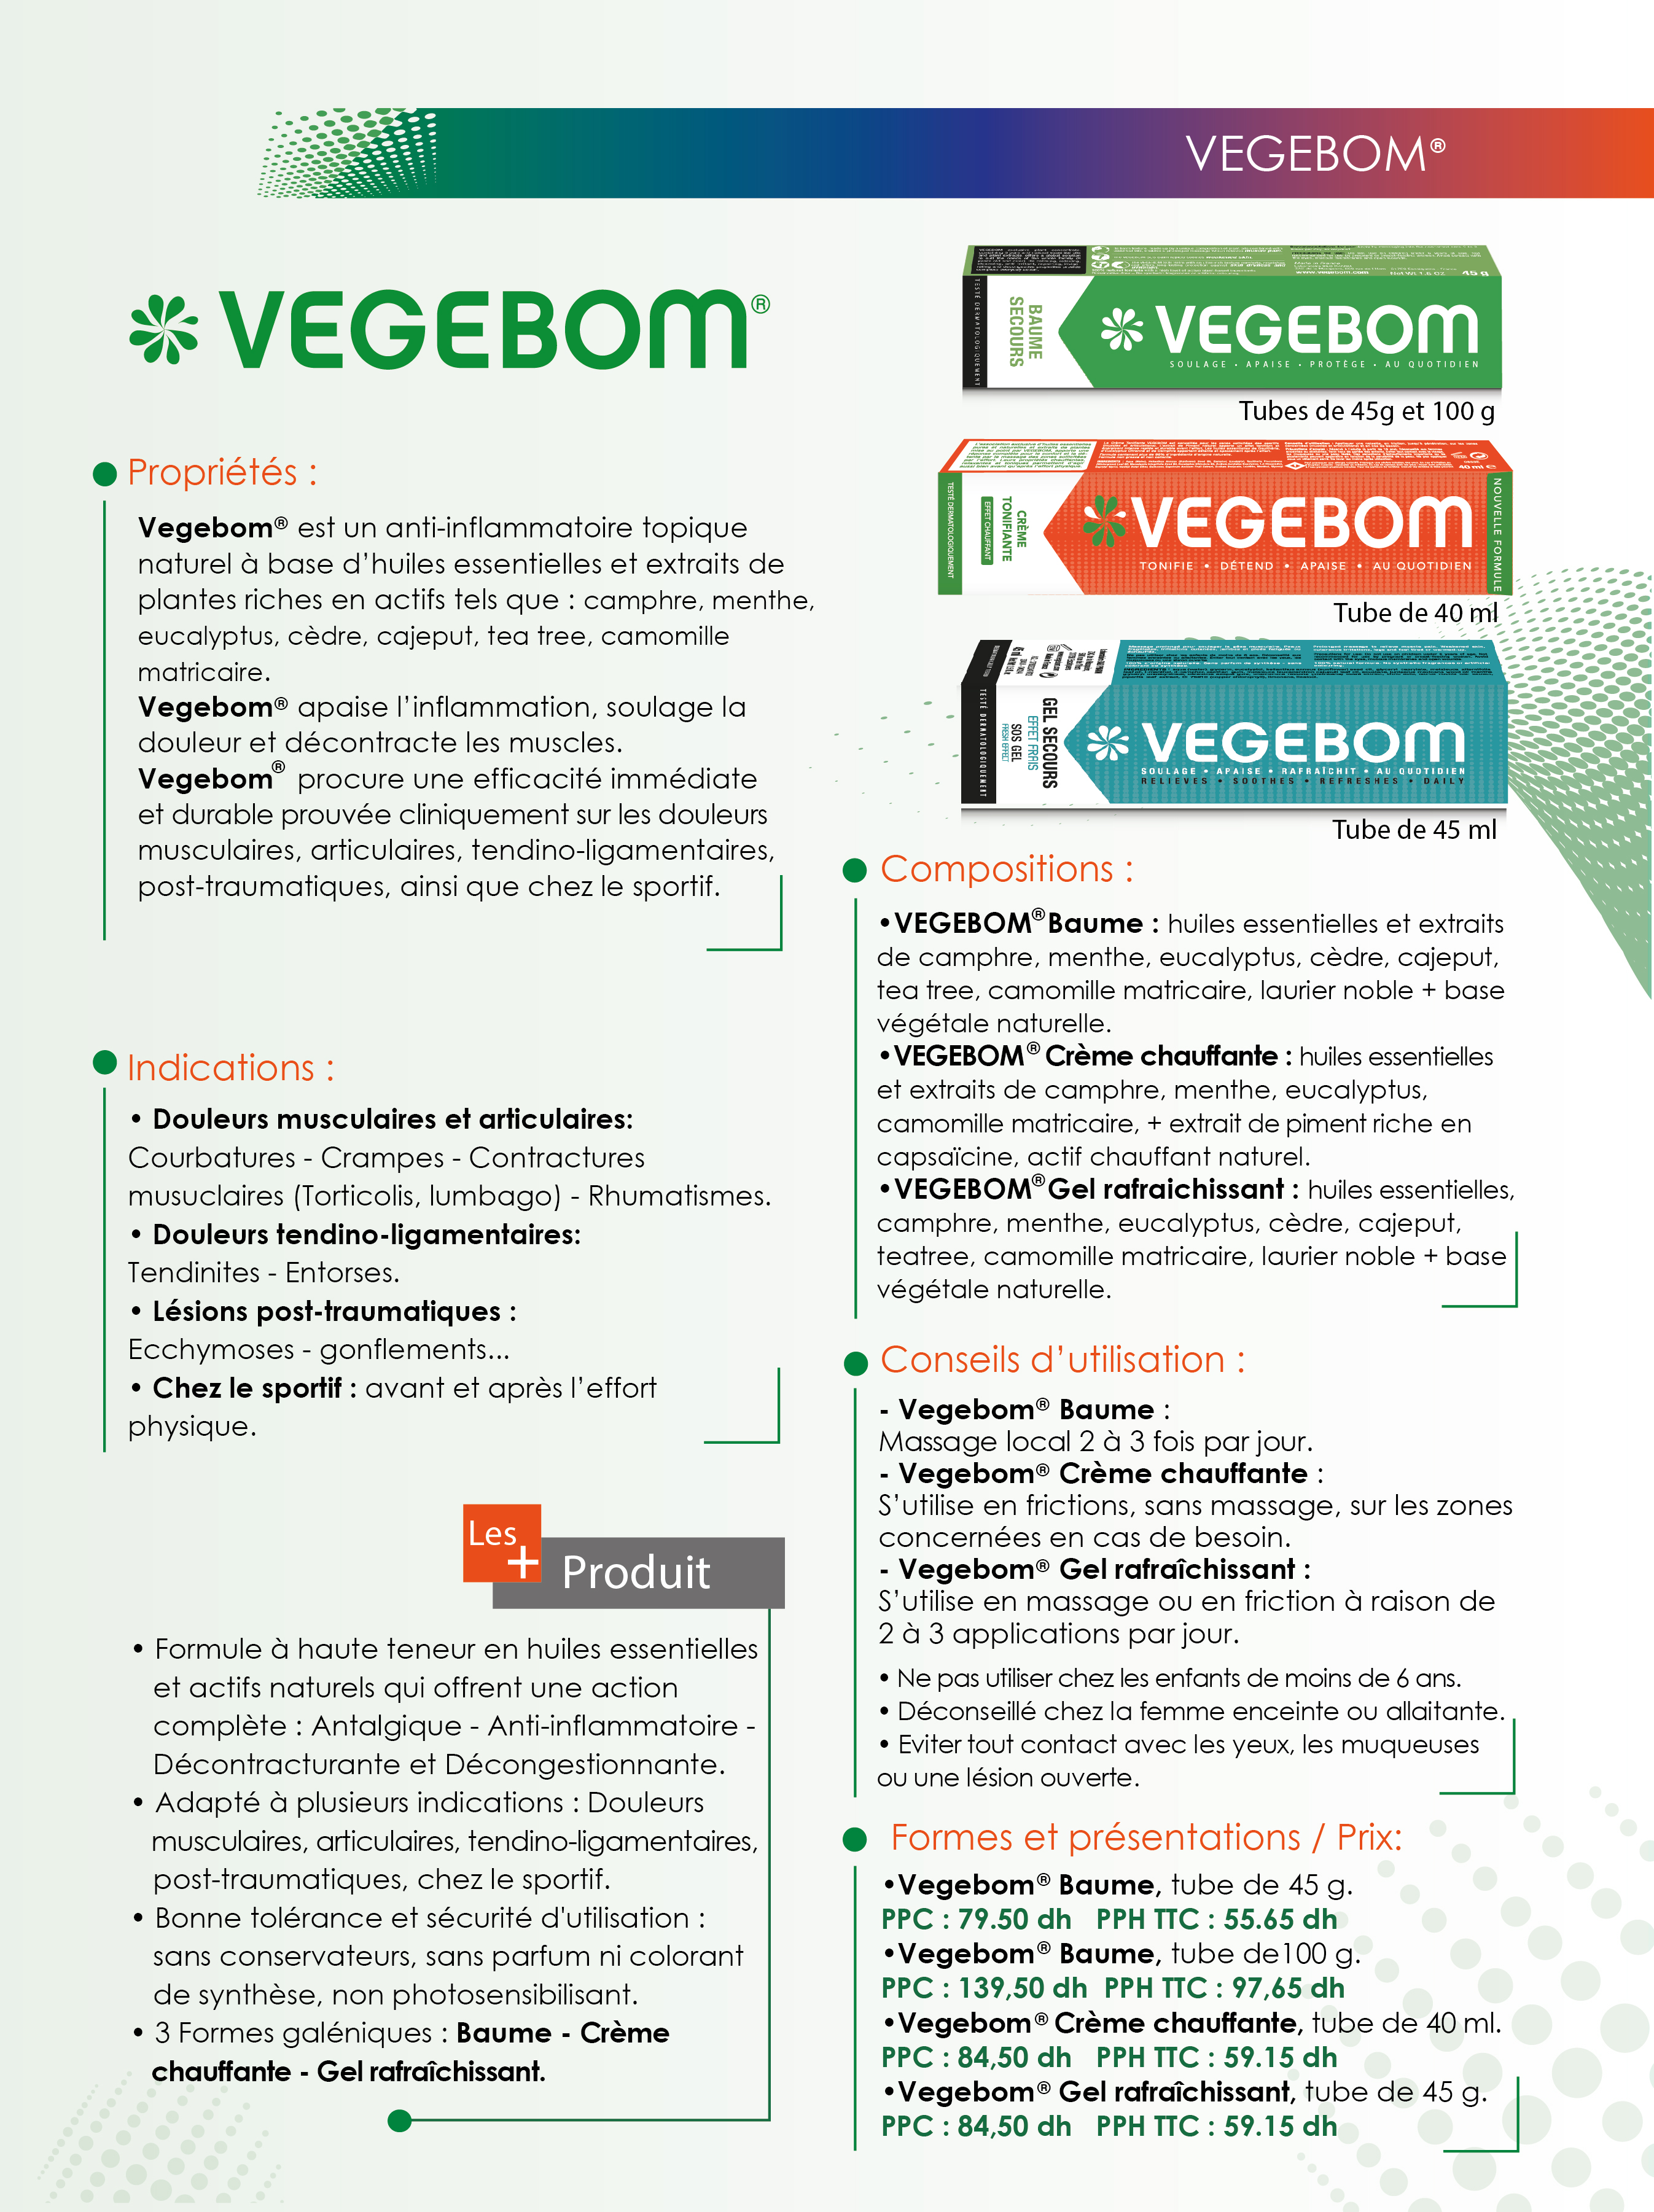 VEGEBOM®
VEGEBOM®
Propriétés :
Vegebom® est un anti-inflammatoire topique
naturel à base d’huiles essentielles et extraits de
plantes riches en actifs tels que : camphre, menthe,
eucalyptus, cèdre, cajeput, tea tree, camomille
matricaire.
Vegebom® apaise l’inflammation, soulage la
douleur et décontracte les muscles.
Vegebom® procure une efficacité immédiate
et durable prouvée cliniquement sur les douleurs
musculaires, articulaires, tendino-ligamentaires,
post-traumatiques, ainsi que chez le sportif.
Indications :
• Douleurs musculaires et articulaires:
Courbatures - Crampes - Contractures
musuclaires (Torticolis, lumbago) - Rhumatismes.
• Douleurs tendino-ligamentaires:
Tendinites - Entorses.
• Lésions post-traumatiques :
Ecchymoses - gonflements...
• Chez le sportif : avant et après l’effort
physique.
Les +
Produit
• Formule à haute teneur en huiles essentielles
et actifs naturels qui offrent une action
complète : Antalgique - Anti-inflammatoire -
Décontracturante et Décongestionnante.
• Adapté à plusieurs indications : Douleurs
musculaires, articulaires, tendino-ligamentaires,
post-traumatiques, chez le sportif.
• Bonne tolérance et sécurité d'utilisation :
sans conservateurs, sans parfum ni colorant
de synthèse, non photosensibilisant.
• 3 Formes galéniques : Baume - Crème
chauffante - Gel rafraîchissant.
45 g
www.vegebom.com
TESTÉ DERMATOLOGIQUEMENT
BAUME
SECOURS
VEGEBOM
SOULAGE • APAISE • PROTÈGE • AU QUOTIDIEN
Tubes de 45g et 100 g
40 ml e
TESTÉ DERMATOLOGIQUEMENT
CRÈME
TONIFIANTE
EFFET CHAUFFANT
VEGEBOM
TONIFIE • DÉTEND • APAISE • AU QUOTIDIEN
NOUVELLE FORMULE
Tube de 40 ml
TESTÉ DERMATOLOGIQUEMENT
GEL SECOURS
EFFET FRAIS
SOS GEL
FRESH EFFECT
VEGEBOM
SOULAGE • APAISE • RAFRAÎCHIT • AU QUOTIDIEN
RELIEVES • SOOTHES • REFRESHES • DAILY
Tube de 45 ml
Compositions :
•VEGEBOM® Baume : huiles essentielles et extraits
de camphre, menthe, eucalyptus, cèdre, cajeput,
tea tree, camomille matricaire, laurier noble + base
végétale naturelle.
•VEGEBOM® Crème chauffante : huiles essentielles
et extraits de camphre, menthe, eucalyptus,
camomille matricaire, + extrait de piment riche en
capsaïcine, actif chauffant naturel.
•VEGEBOM® Gel rafraichissant : huiles essentielles,
camphre, menthe, eucalyptus, cèdre, cajeput,
teatree, camomille matricaire, laurier noble + base
végétale naturelle.
Conseils d’utilisation :
- Vegebom® Baume :
Massage local 2 à 3 fois par jour.
- Vegebom® Crème chauffante :
S’utilise en frictions, sans massage, sur les zones
concernées en cas de besoin.
- Vegebom® Gel rafraîchissant :
S’utilise en massage ou en friction à raison de
2 à 3 applications par jour.
• Ne pas utiliser chez les enfants de moins de 6 ans.
• Déconseillé chez la femme enceinte ou allaitante.
• Eviter tout contact avec les yeux, les muqueuses
ou une lésion ouverte.
Formes et présentations / Prix:
•Vegebom® Baume, tube de 45 g.
PPC : 79.50 dh PPH TTC : 55.65 dh
•Vegebom® Baume, tube de100 g.
PPC : 139,50 dh PPH TTC : 97,65 dh
•Vegebom® Crème chauffante, tube de 40 ml.
PPC : 84,50 dh PPH TTC : 59.15 dh
•Vegebom® Gel rafraîchissant, tube de 45 g.
PPC : 84,50 dh PPH TTC : 59.15 dh